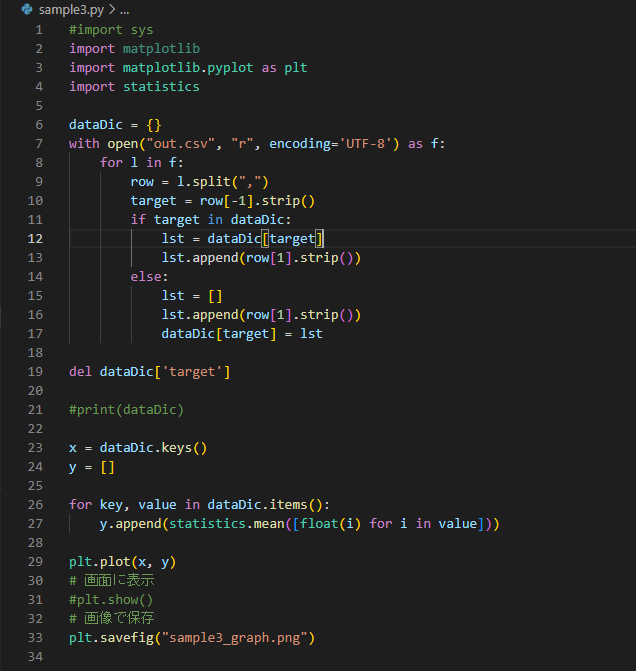 sample3.py > ...
1 #import sys
2 import matplotlib
3 import matplotlib.pyplot as plt
4 import statistics
5
6 dataDic = {}
7 with open("out.csv", "r", encoding='UTF-8') as f:
8     for l in f:
9         row = l.split(",")
10         target = row[-1].strip()
11         if target in dataDic:
12             lst = dataDic[target]
13             lst.append(row[1].strip())
14         else:
15             lst = []
16             lst.append(row[1].strip())
17             dataDic[target] = lst
18
19 del dataDic['target']
20
21 #print(dataDic)
22
23 x = dataDic.keys()
24 y = []
25
26 for key, value in dataDic.items():
27     y.append(statistics.mean([float(i) for i in value]))
28
29 plt.plot(x, y)
30 # 画面に表示
31 #plt.show()
32 # 画像で保存
33 plt.savefig("sample3_graph.png")
34